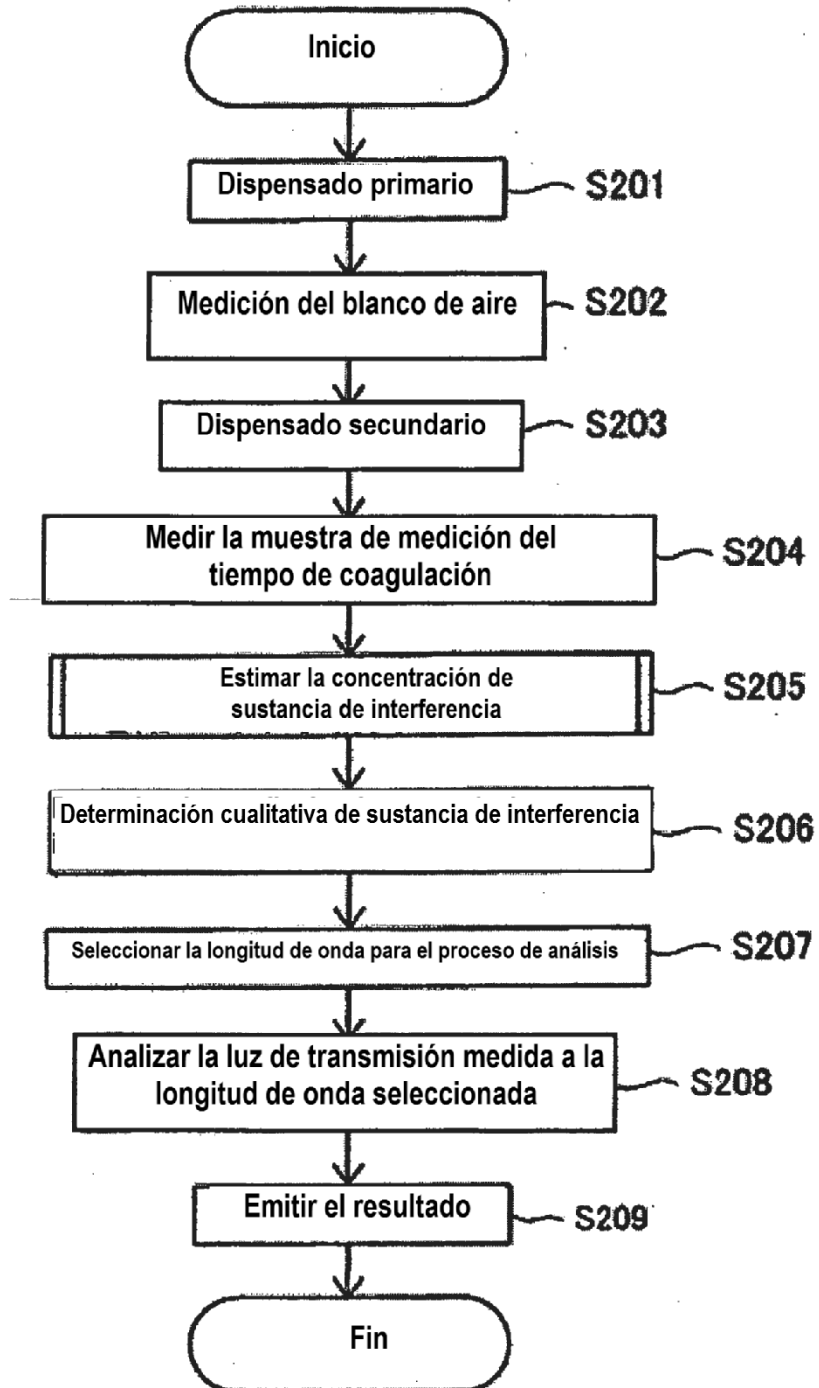 Inicio
Dispensado primario
S201
Medición del blanco de aire
S202
Dispensado secundario
S203
Medir la muestra de medición del
tiempo de coagulación
S204
Estimar la concentración de
sustancia de interferencia
S205
Determinación cualitativa de sustancia de interferencia
S206
Seleccionar la longitud de onda para el proceso de análisis
S207
Analizar la luz de transmisión medida a la
longitud de onda seleccionada
S208
Emitir el resultado
S209
Fin